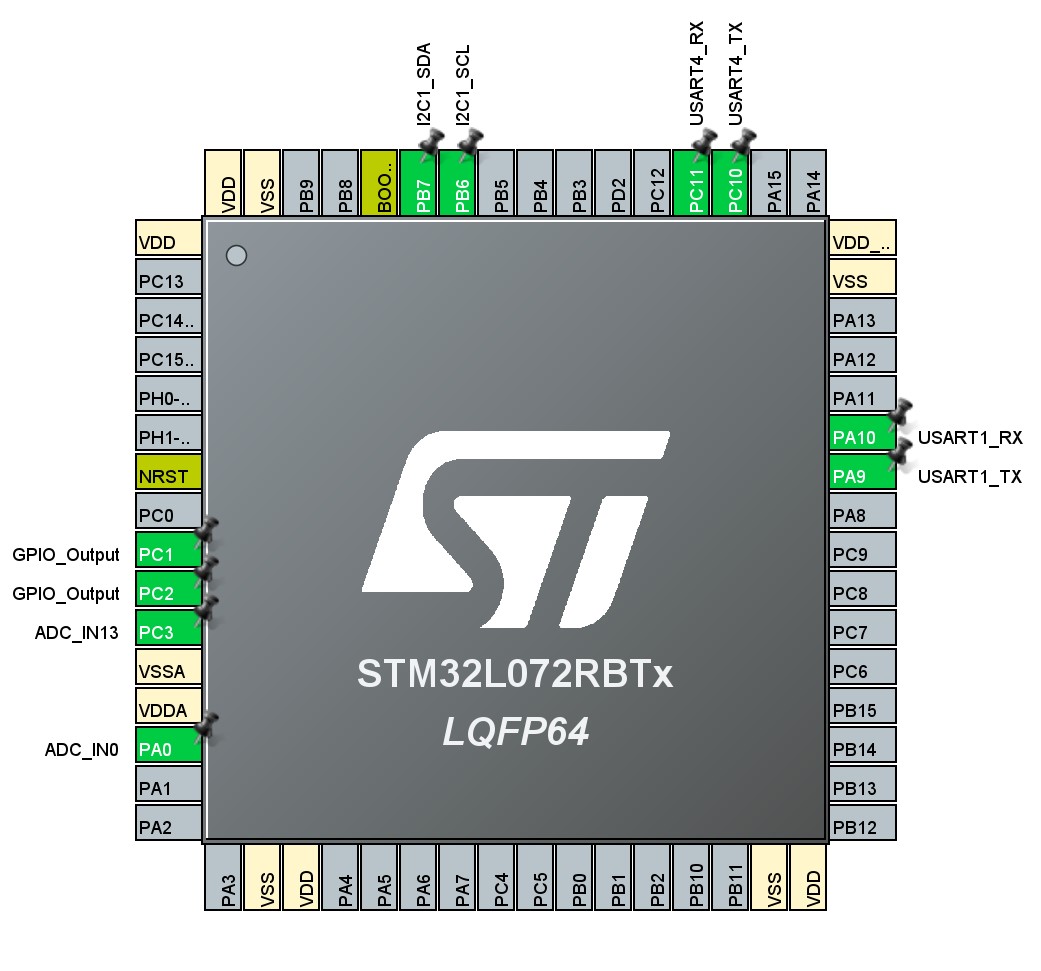 I2C1_SDA
I2C1_SCL
USART4_RX
USART4_TX
VDD
VSS
PB9
PB8
BOO..
PB7
PB6
PB5
PB4
PB3
PD2
PC12
PC11
PC10
PA15
PA14
VDD
PC13
PC14..
PC15..
PH0-..
PH1-..
NRST
PC0
GPIO_Output PC1
GPIO_Output PC2
ADC_IN13 PC3
VSSA
VDDA
ADC_IN0 PA0
PA1
PA2
STM32L072RBTx
LQFP64
VDD_..
VSS
PA13
PA12
PA11
PA10 USART1_RX
PA9 USART1_TX
PA8
PC9
PC8
PC7
PC6
PB15
PB14
PB13
PB12
PA3
VSS
VDD
PA4
PA5
PA6
PA7
PC4
PC5
PB0
PB1
PB2
PB10
PB11
VSS
VDD